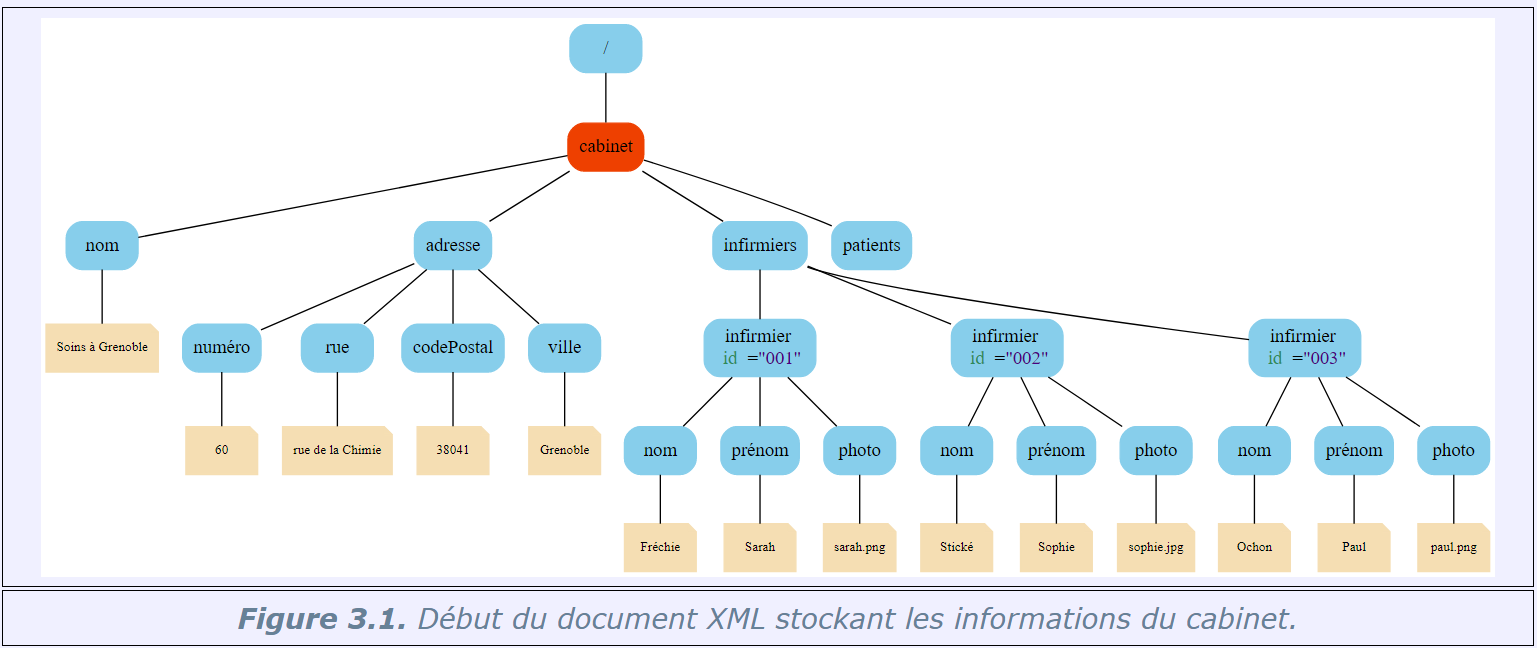 /
cabinet
nom
adresse
infirmiers
patients
Soins à Grenoble
numéro
rue
codePostal
ville
infirmier
id ="001"
infirmier
id ="002"
infirmier
id ="003"
60
rue de la Chimie
38041
Grenoble
nom
prénom
photo
nom
prénom
photo
nom
prénom
photo
Fréchie
Sarah
sarah.png
Stické
Sophie
sophie.jpg
Ochon
Paul
paul.png
Figure 3.1. Début du document XML stockant les informations du cabinet.